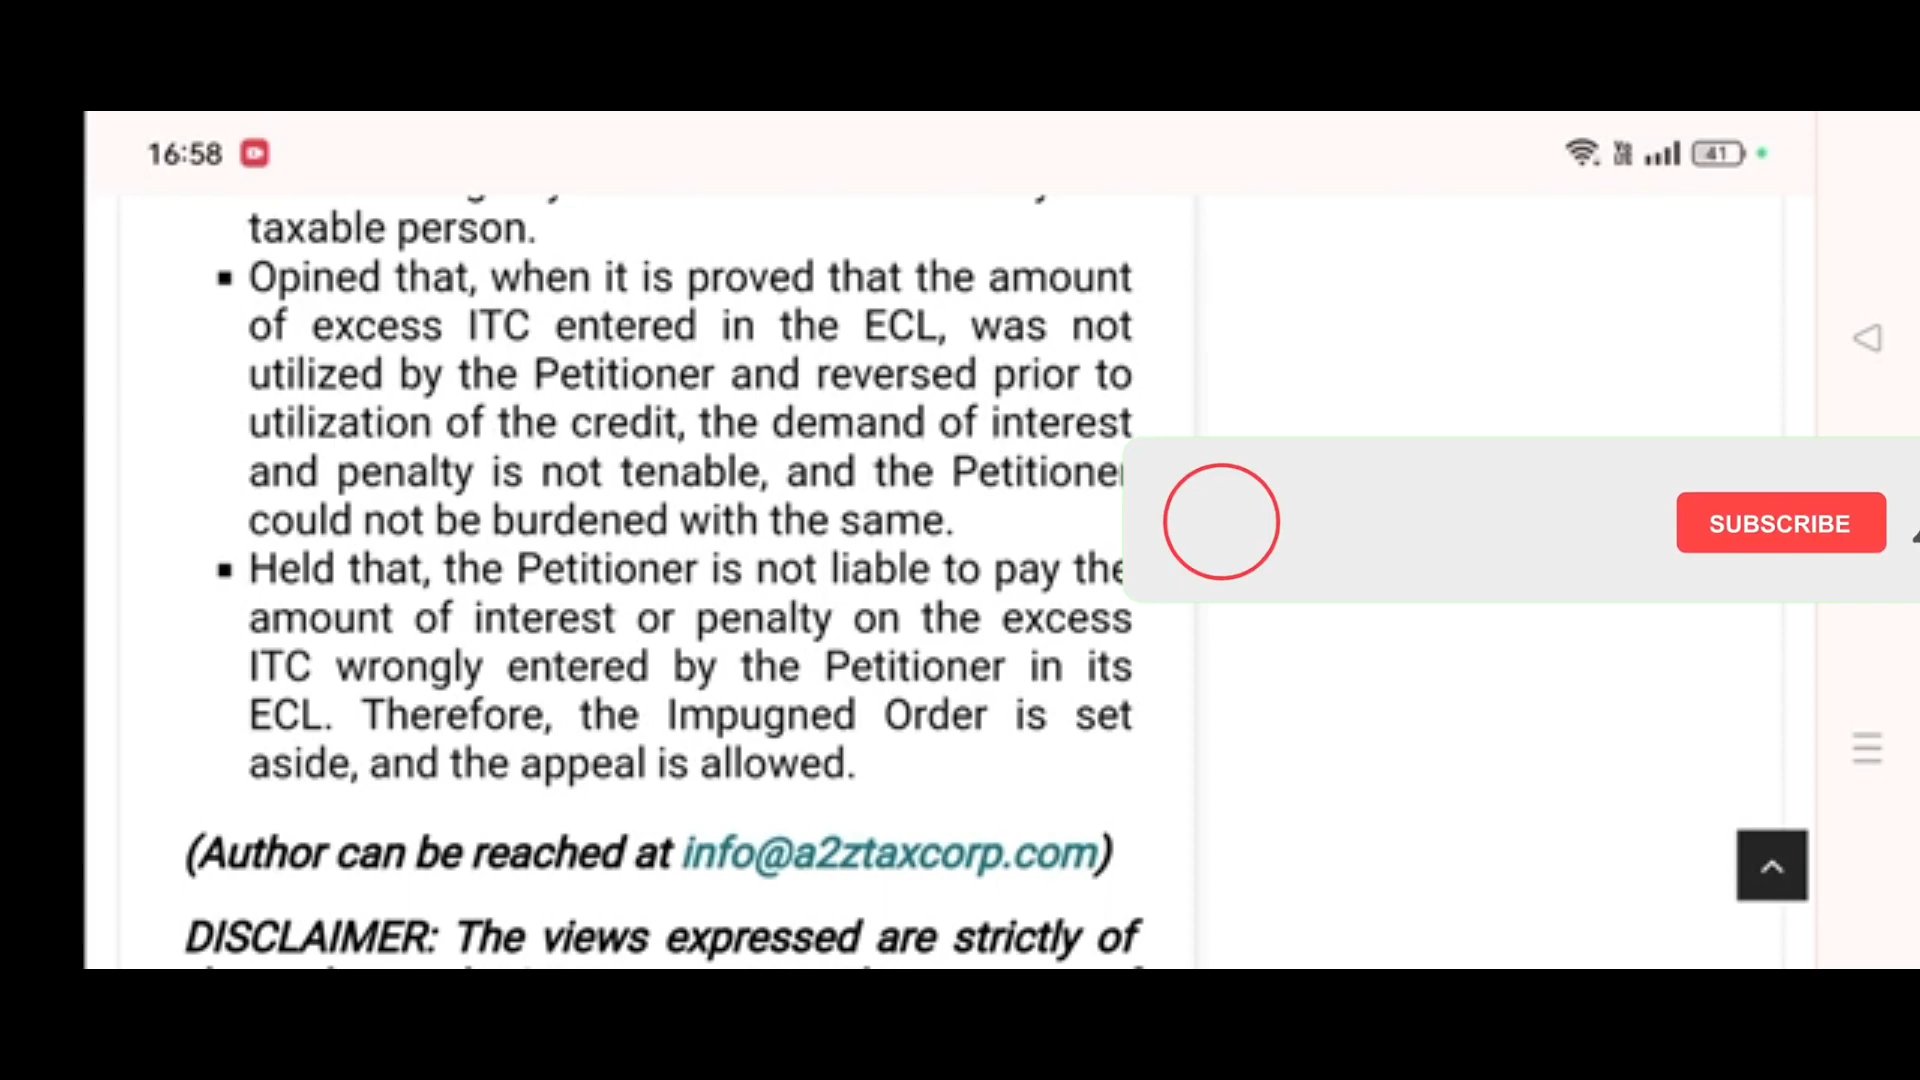 16:58
41
taxable person.
▪ Opined that, when it is proved that the amount
of excess ITC entered in the ECL, was not
utilized by the Petitioner and reversed prior to
utilization of the credit, the demand of interest
and penalty is not tenable, and the Petitioner
could not be burdened with the same.
▪ Held that, the Petitioner is not liable to pay the
amount of interest or penalty on the excess
ITC wrongly entered by the Petitioner in its
ECL. Therefore, the Impugned Order is set
aside, and the appeal is allowed.
SUBSCRIBE
(Author can be reached at info@a2ztaxcorp.com)
DISCLAIMER: The views expressed are strictly of